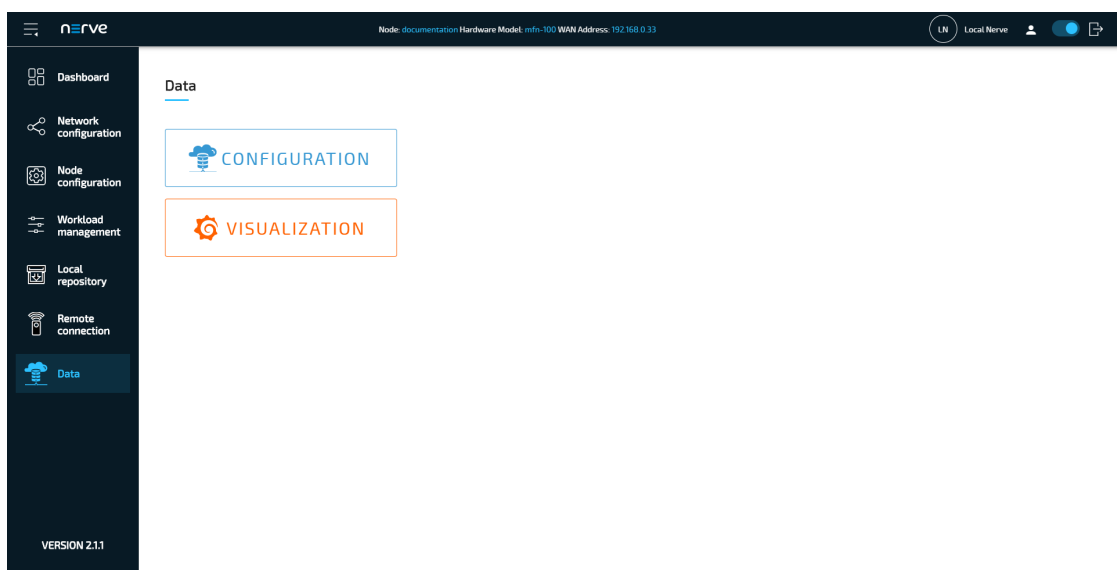 nerve
Node: documentation Hardware Model: mfn-100 WAN Address: 192.168.0.33
LN
Local Nerve
Dashboard
Network
configuration
Node
configuration
Workload
management
Local
repository
Remote
connection
Data
VERSION 2.1.1
Data
CONFIGURATION
VISUALIZATION